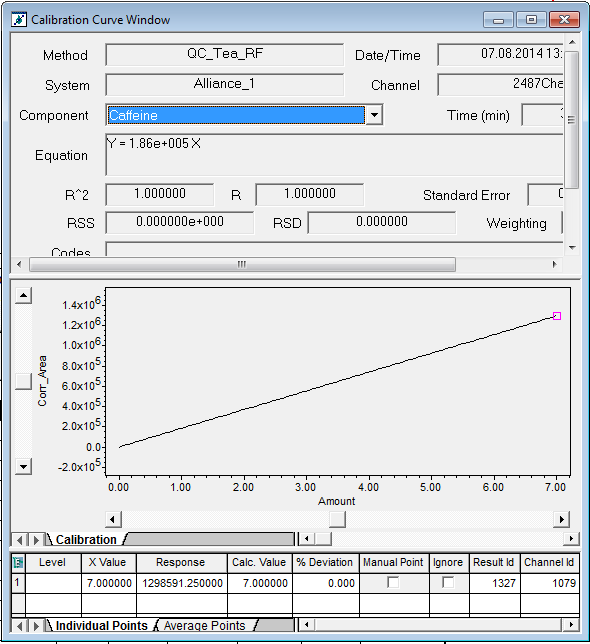 Calibration Curve Window
Method QC_Tea_RF Date/Time 07.08.2014 13:
System Alliance_1 Channel 2487Cha
Component Caffeine Time (min)
Equation Y = 1.86e+005 X
R^2 1.000000 R 1.000000 Standard Error
RSS 0.000000e+000 RSD 0.000000 Weighting
Codes
Corr_Area
1.4x10^6
1.2x10^6
1.0x10^6
8.0x10^5
6.0x10^5
4.0x10^5
2.0x10^5
0.0
-2.0x10^5
0.00 1.00 2.00 3.00 4.00 5.00 6.00 7.00
Amount
Calibration
Level X Value Response Calc. Value % Deviation Manual Point Ignore Result Id Channel Id
1 7.000000 1298591.250000 7.000000 0.000 1327 1079
Individual Points Average Points